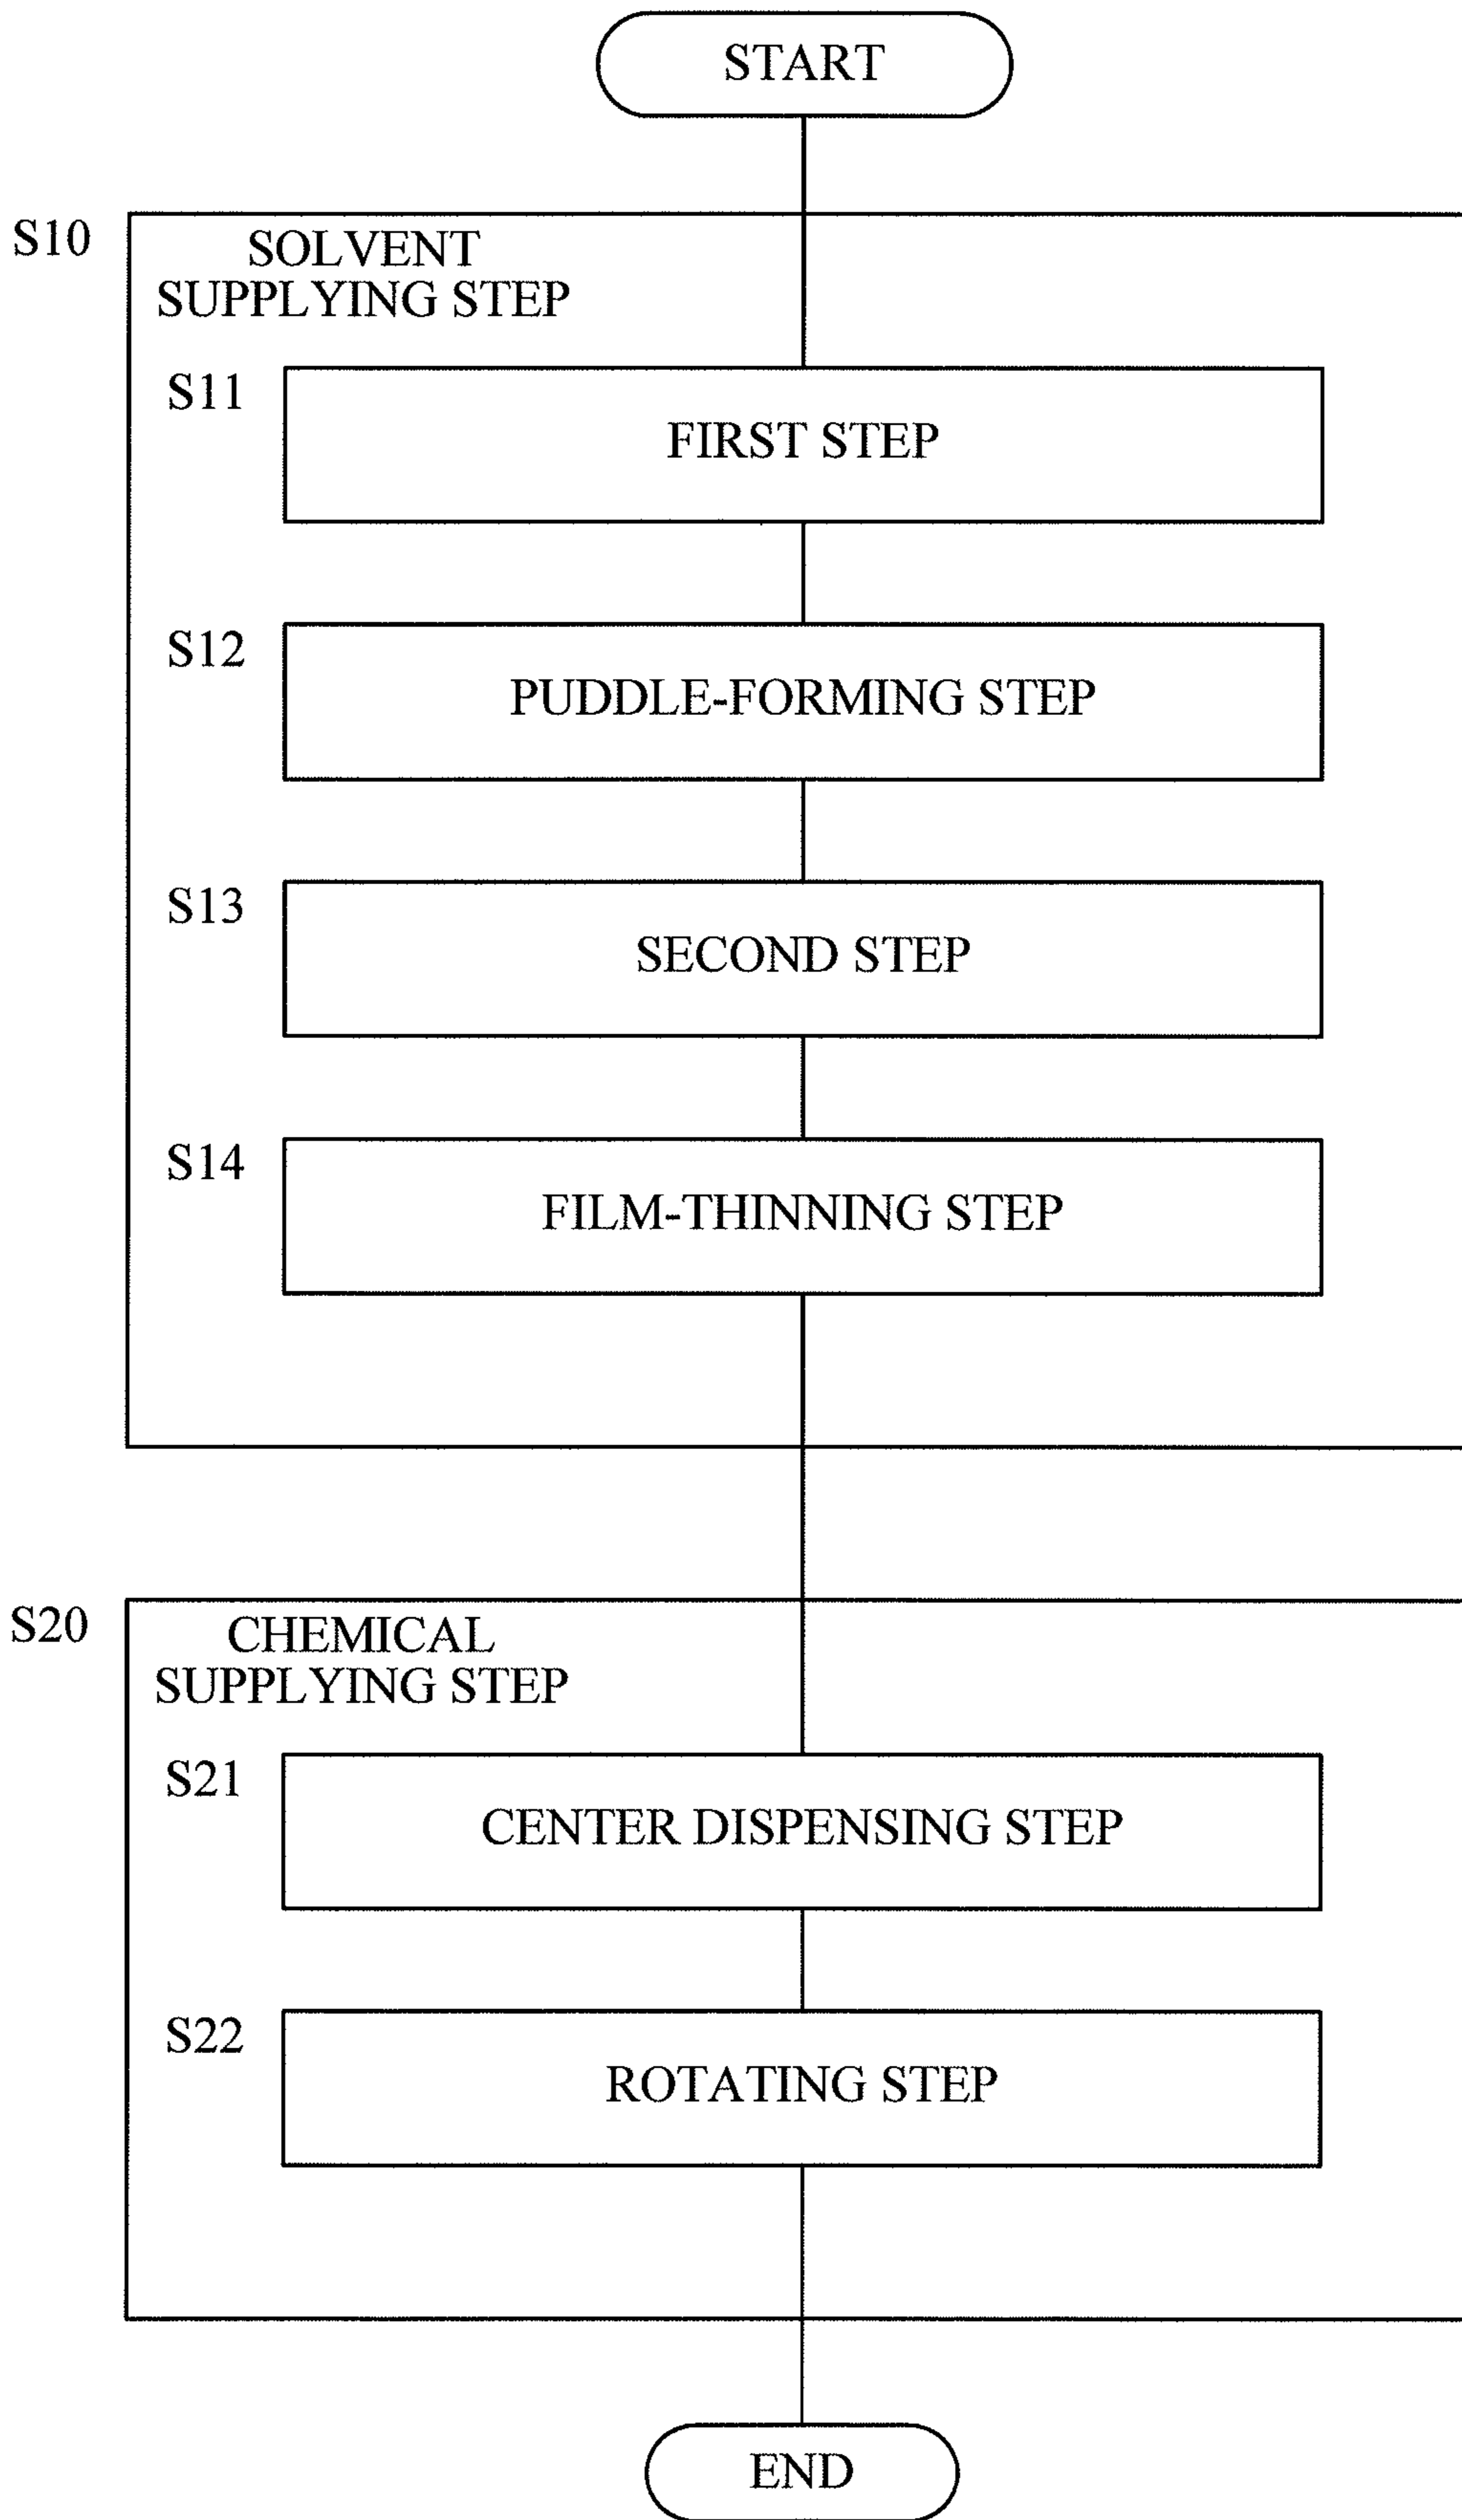 START
S10
SOLVENT
SUPPLYING STEP
S11
FIRST STEP
S12
PUDDLE-FORMING STEP
S13
SECOND STEP
S14
FILM-THINNING STEP
S20
CHEMICAL
SUPPLYING STEP
S21
CENTER DISPENSING STEP
S22
ROTATING STEP
END